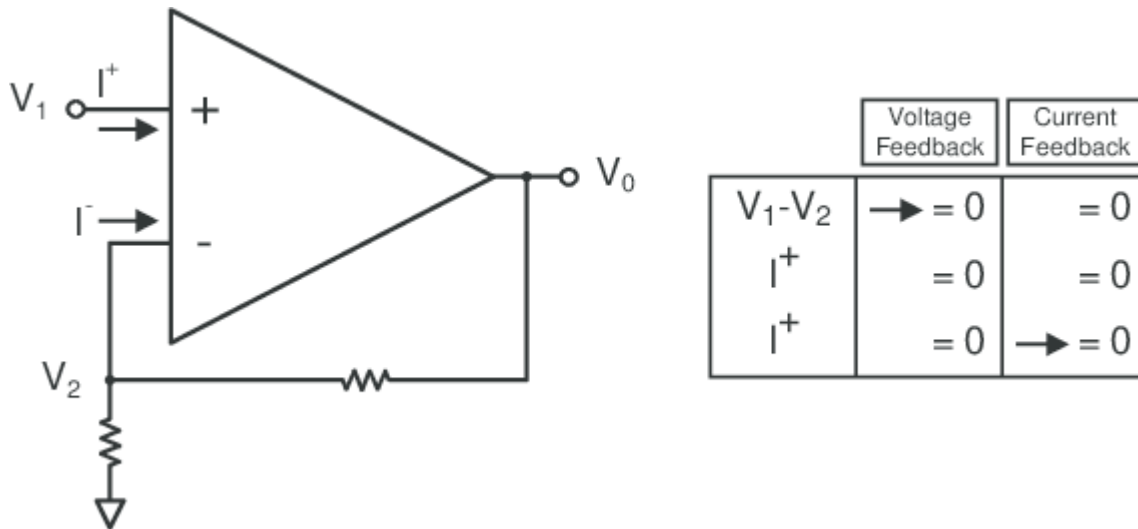 I⁺
V₁
+
V₀
I⁻
-
V₂
Voltage Feedback
Current Feedback
V₁-V₂ → = 0 = 0
I⁺ = 0 = 0
I⁺ = 0 → = 0